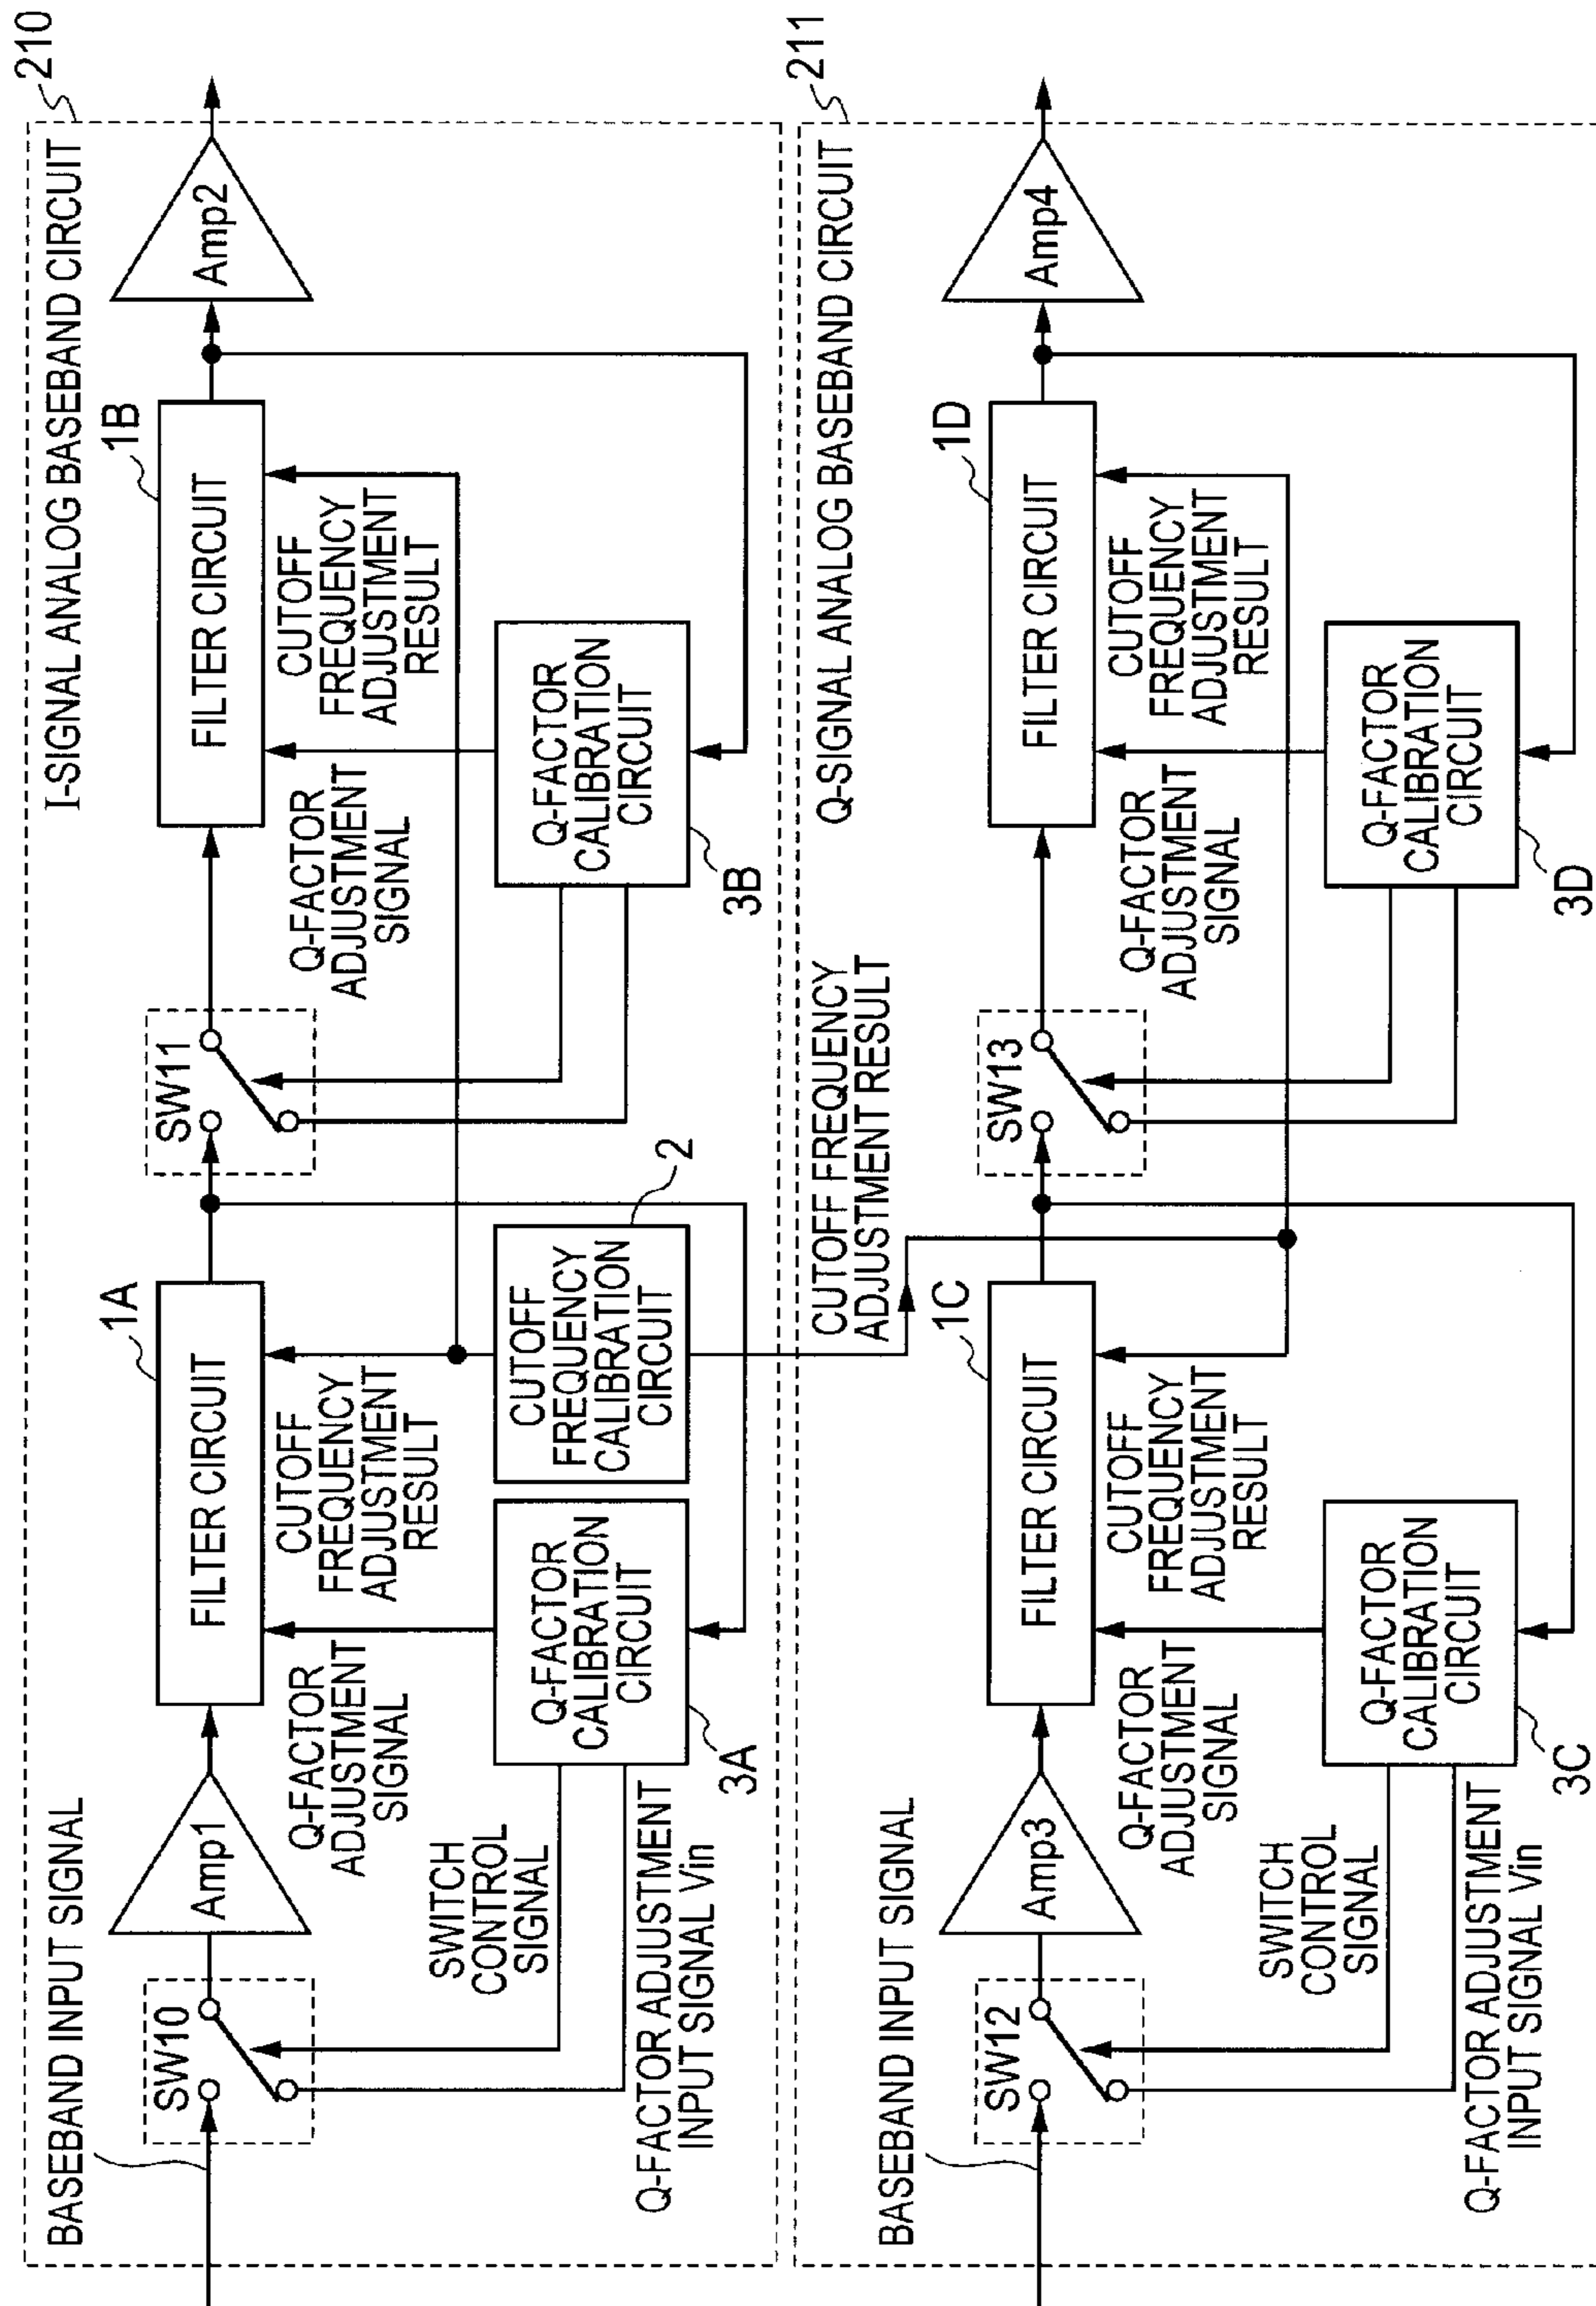 210
I-SIGNAL ANALOG BASEBAND CIRCUIT
BASEBAND INPUT SIGNAL
SW10
Amp1
1A
FILTER CIRCUIT
SW11
1B
FILTER CIRCUIT
Amp2
Q-FACTOR
ADJUSTMENT
SIGNAL
CUTOFF
FREQUENCY
ADJUSTMENT
RESULT
Q-FACTOR
ADJUSTMENT
SIGNAL
CUTOFF
FREQUENCY
ADJUSTMENT
RESULT
SWITCH
CONTROL
SIGNAL
Q-FACTOR
CALIBRATION
CIRCUIT
3A
CUTOFF
FREQUENCY
CALIBRATION
CIRCUIT
2
Q-FACTOR
CALIBRATION
CIRCUIT
3B
Q-FACTOR ADJUSTMENT
INPUT SIGNAL Vin
CUTOFF FREQUENCY
ADJUSTMENT RESULT
211
Q-SIGNAL ANALOG BASEBAND CIRCUIT
BASEBAND INPUT SIGNAL
SW12
Amp3
1C
FILTER CIRCUIT
SW13
1D
FILTER CIRCUIT
Amp4
Q-FACTOR
ADJUSTMENT
SIGNAL
CUTOFF
FREQUENCY
ADJUSTMENT
RESULT
Q-FACTOR
ADJUSTMENT
SIGNAL
CUTOFF
FREQUENCY
ADJUSTMENT
RESULT
SWITCH
CONTROL
SIGNAL
Q-FACTOR
CALIBRATION
CIRCUIT
3C
Q-FACTOR
CALIBRATION
CIRCUIT
3D
Q-FACTOR ADJUSTMENT
INPUT SIGNAL Vin